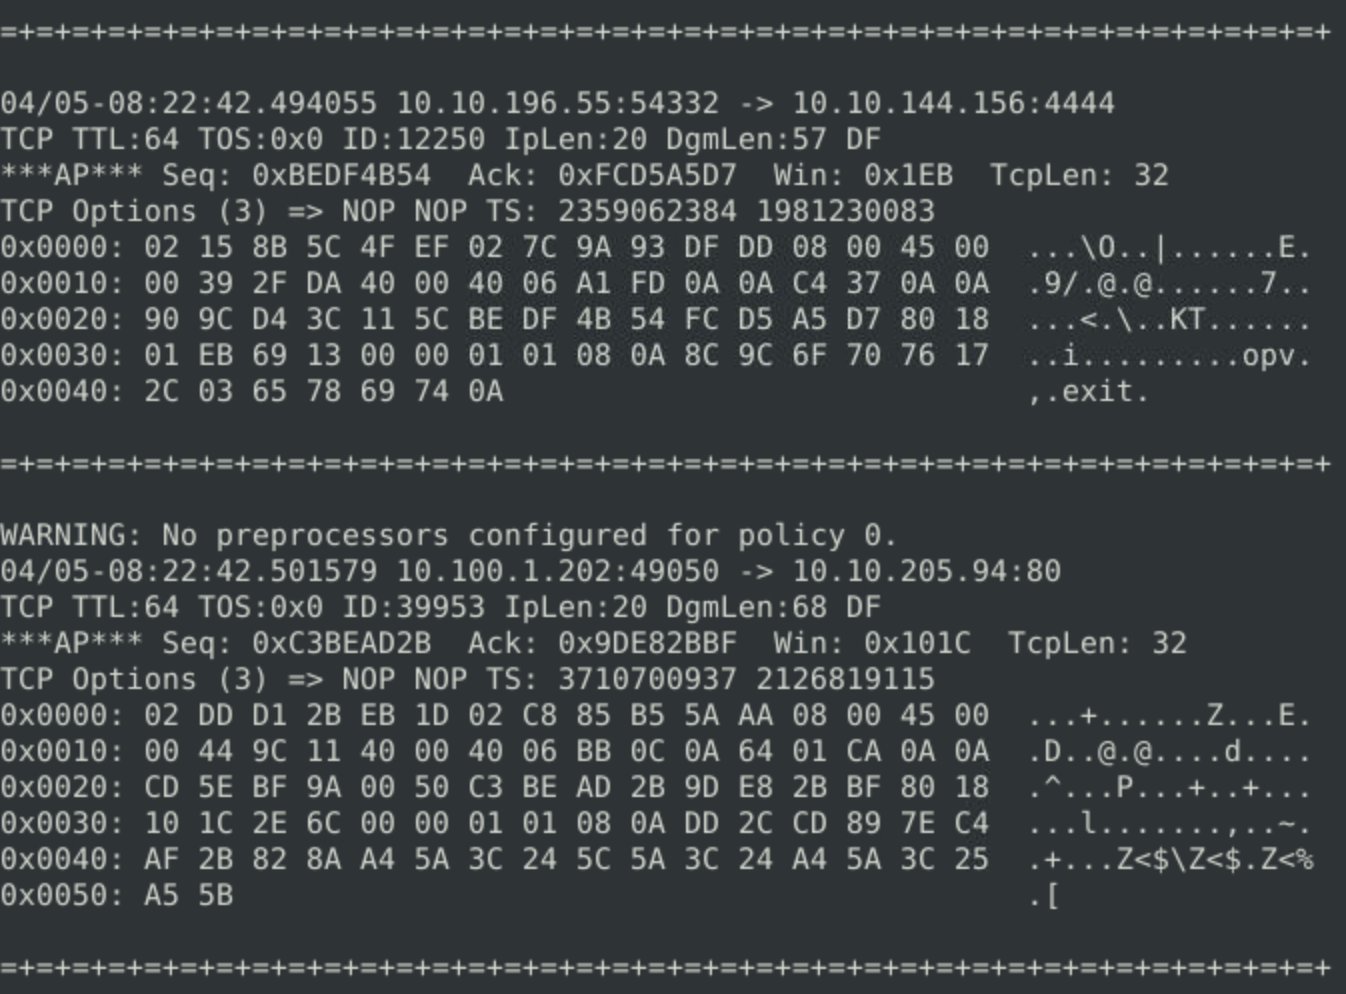 =+=+=+=+=+=+=+=+=+=+=+=+=+=+=+=+=+=+=+=+=+=+=+=+=+=+=+=+=+=+=+=+=+=+=+=+=+
04/05-08:22:42.494055 10.10.196.55:54332 -> 10.10.144.156:4444
TCP TTL:64 TOS:0x0 ID:12250 IpLen:20 DgmLen:57 DF
***AP*** Seq: 0xBEDF4B54  Ack: 0xFCD5A5D7  Win: 0x1EB  TcpLen: 32
TCP Options (3) => NOP NOP TS: 2359062384 1981230083
0x0000: 02 15 8B 5C 4F EF 02 7C 9A 93 DF DD 08 00 45 00  ...\O..|......E.
0x0010: 00 39 2F DA 40 00 40 06 A1 FD 0A 0A C4 37 0A 0A  .9/.@.@......7..
0x0020: 90 9C D4 3C 11 5C BE DF 4B 54 FC D5 A5 D7 80 18  ...<.\..KT......
0x0030: 01 EB 69 13 00 00 01 01 08 0A 8C 9C 6F 70 76 17  ..i.........opv.
0x0040: 2C 03 65 78 69 74 0A                             ,.exit.
=+=+=+=+=+=+=+=+=+=+=+=+=+=+=+=+=+=+=+=+=+=+=+=+=+=+=+=+=+=+=+=+=+=+=+=+=+
WARNING: No preprocessors configured for policy 0.
04/05-08:22:42.501579 10.100.1.202:49050 -> 10.10.205.94:80
TCP TTL:64 TOS:0x0 ID:39953 IpLen:20 DgmLen:68 DF
***AP*** Seq: 0xC3BEAD2B  Ack: 0x9DE82BBF  Win: 0x101C  TcpLen: 32
TCP Options (3) => NOP NOP TS: 3710700937 2126819115
0x0000: 02 DD D1 2B EB 1D 02 C8 85 B5 5A AA 08 00 45 00  ...+......Z...E.
0x0010: 00 44 9C 11 40 00 40 06 BB 0C 0A 64 01 CA 0A 0A  .D..@.@....d....
0x0020: CD 5E BF 9A 00 50 C3 BE AD 2B 9D E8 2B BF 80 18  .^...P...+..+...
0x0030: 10 1C 2E 6C 00 00 01 01 08 0A DD 2C CD 89 7E C4  ...l.......,..~.
0x0040: AF 2B 82 8A A4 5A 3C 24 5C 5A 3C 24 A4 5A 3C 25  .+...Z<$\Z<$.Z<%
0x0050: A5 5B                                            .[
=+=+=+=+=+=+=+=+=+=+=+=+=+=+=+=+=+=+=+=+=+=+=+=+=+=+=+=+=+=+=+=+=+=+=+=+=+